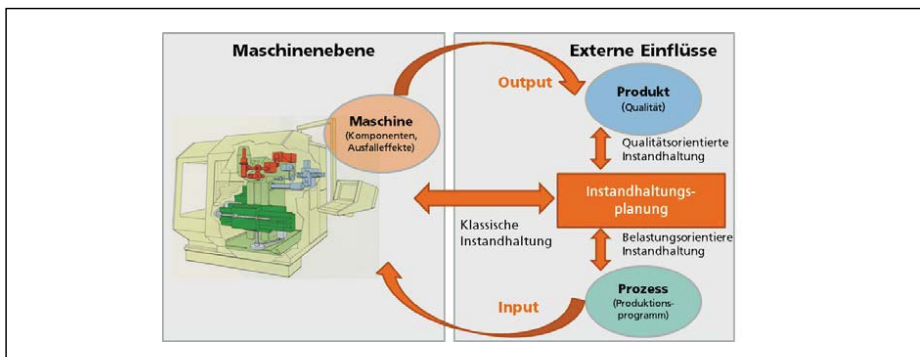 Maschinenebene
Maschine
(Komponenten,
Ausfalleffekte)
Externe Einflüsse
Output
Produkt
(Qualität)
Qualitätsorientierte
Instandhaltung
Instandhaltungs-
planung
Klassische
Instandhaltung
Belastungsorientiere
Instandhaltung
Input
Prozess
(Produktions-
programm)